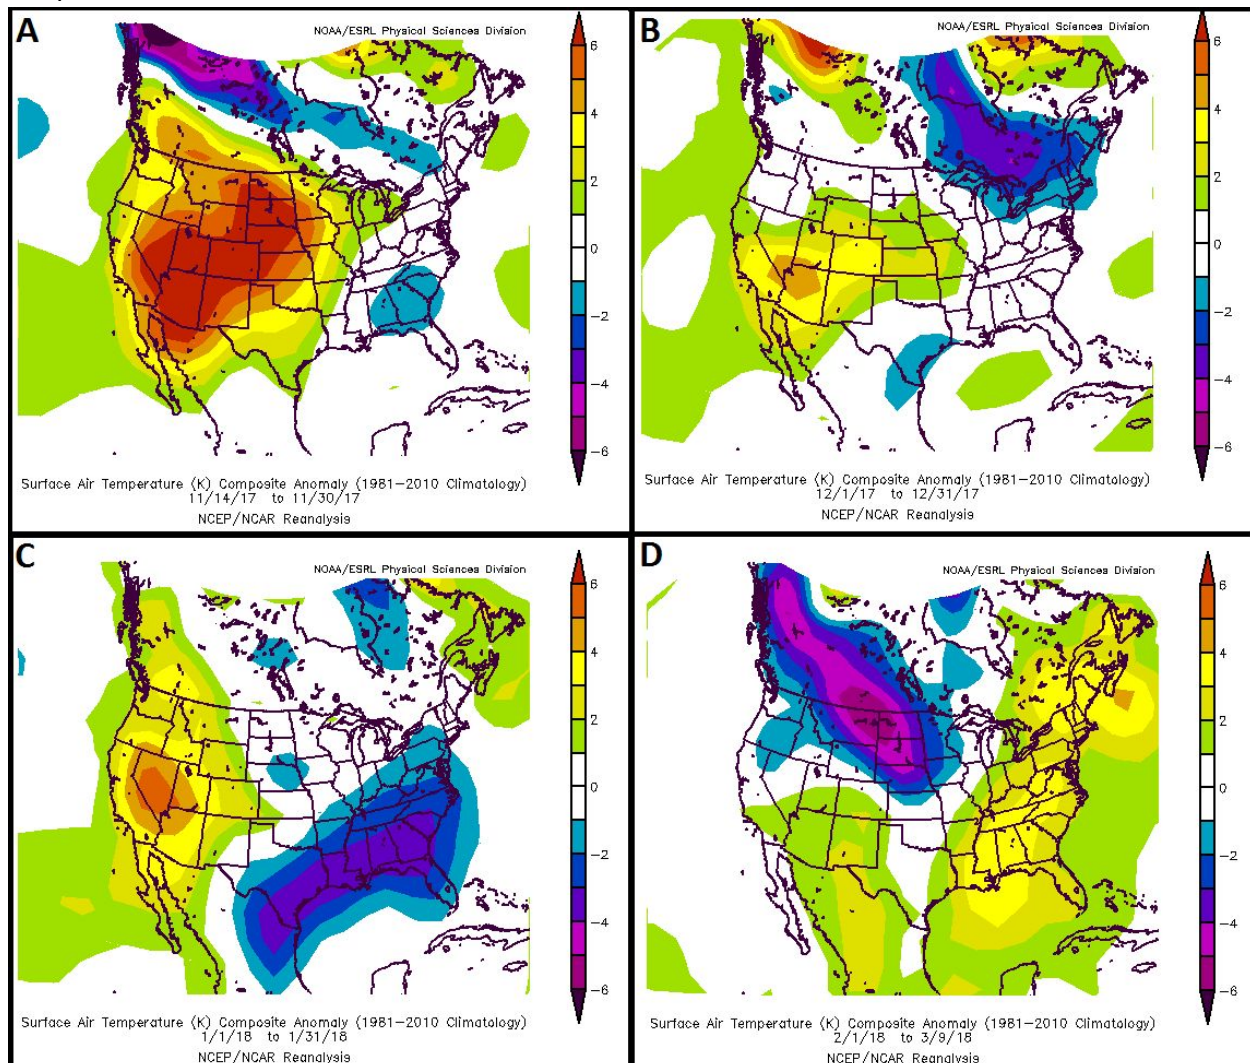 A
NOAA/ESRL Physical Sciences Division
6
4
2
0
-2
-4
-6
Surface Air Temperature (K) Composite Anomaly (1981-2010 Climatology)
11/14/17 to 11/30/17
NCEP/NCAR Reanalysis
B
NOAA/ESRL Physical Sciences Division
6
4
2
0
-2
-4
-6
Surface Air Temperature (K) Composite Anomaly (1981-2010 Climatology)
12/1/17 to 12/31/17
NCEP/NCAR Reanalysis
C
NOAA/ESRL Physical Sciences Division
6
4
2
0
-2
-4
-6
Surface Air Temperature (K) Composite Anomaly (1981-2010 Climatology)
1/1/18 to 1/31/18
NCEP/NCAR Reanalysis
D
NOAA/ESRL Physical Sciences Division
6
4
2
0
-2
-4
-6
Surface Air Temperature (K) Composite Anomaly (1981-2010 Climatology)
2/1/18 to 3/9/18
NCEP/NCAR Reanalysis